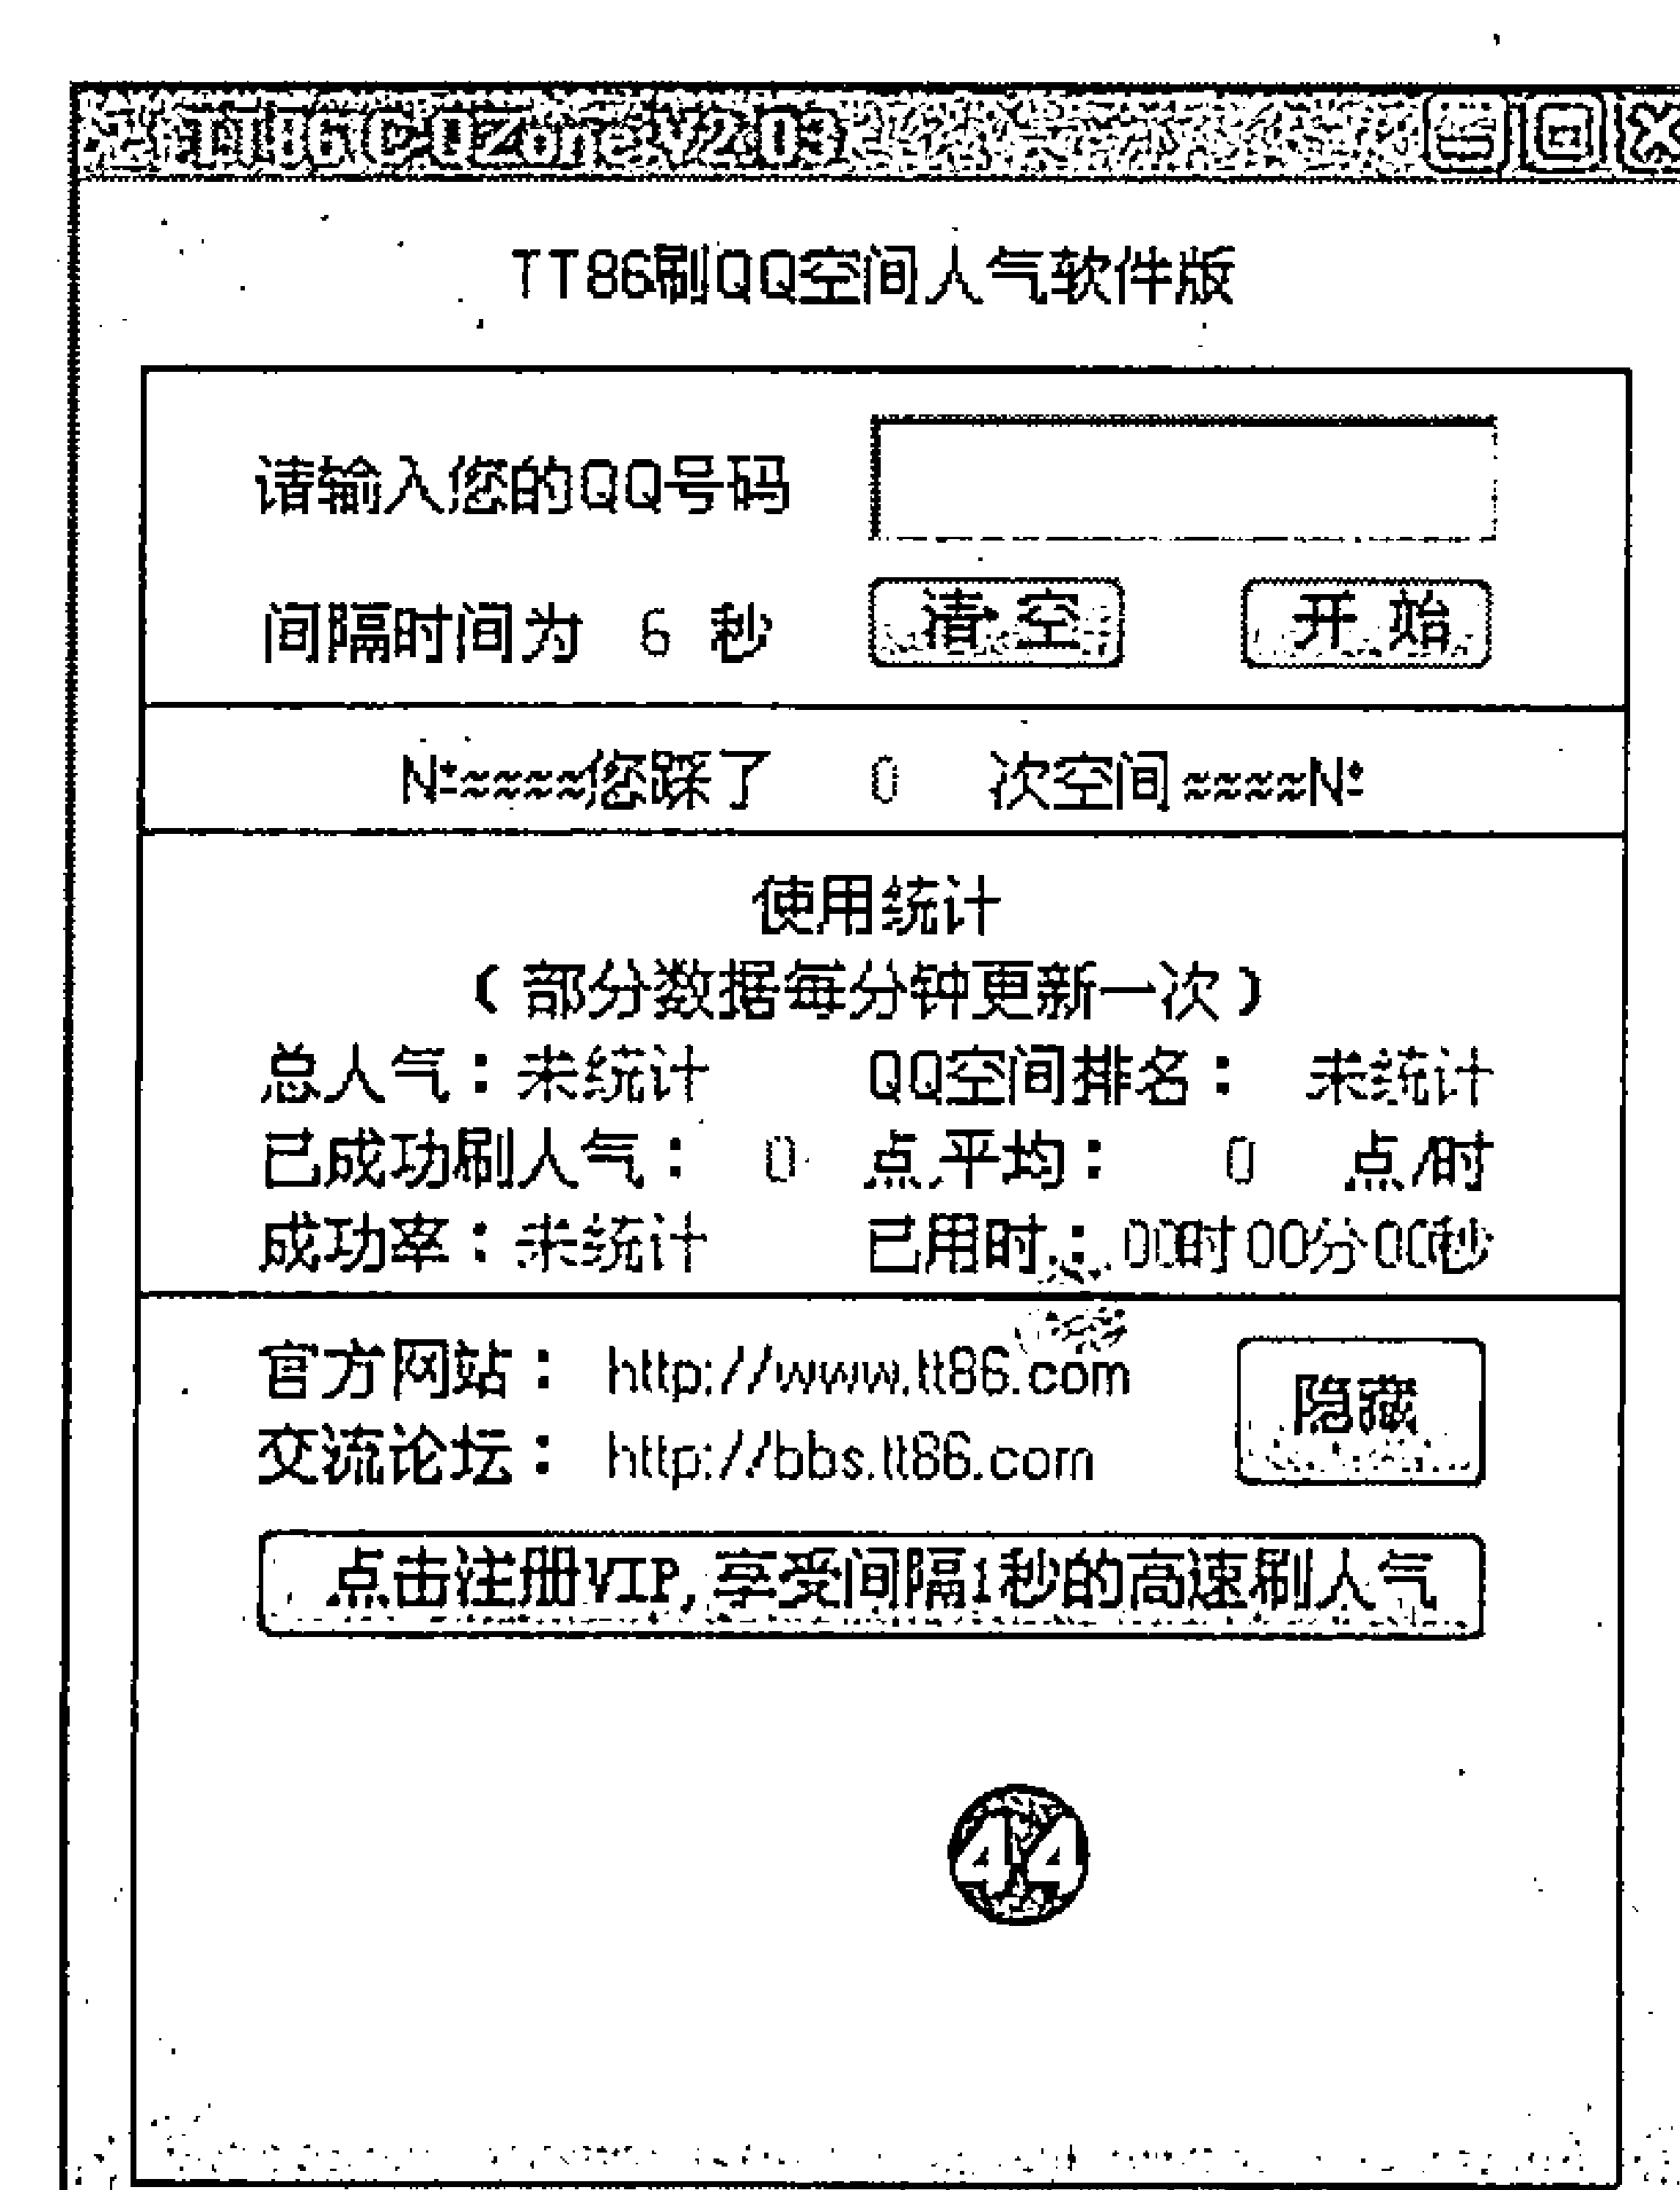 TT86 C-QZone V2.03
TT86刷QQ空间人气软件版
请输入您的QQ号码
间隔时间为 6 秒 清 空 开 始
№≈≈≈≈您踩了 0 次空间≈≈≈≈№
使用统计
（部分数据每分钟更新一次）
总人气：未统计 QQ空间排名： 未统计
已成功刷人气： 0 点 平均： 0 点/时
成功率：未统计 已用时：00时00分00秒
官方网站： http://www.tt86.com
隐藏
交流论坛： http://bbs.tt86.com
点击注册VIP,享受间隔1秒的高速刷人气
44